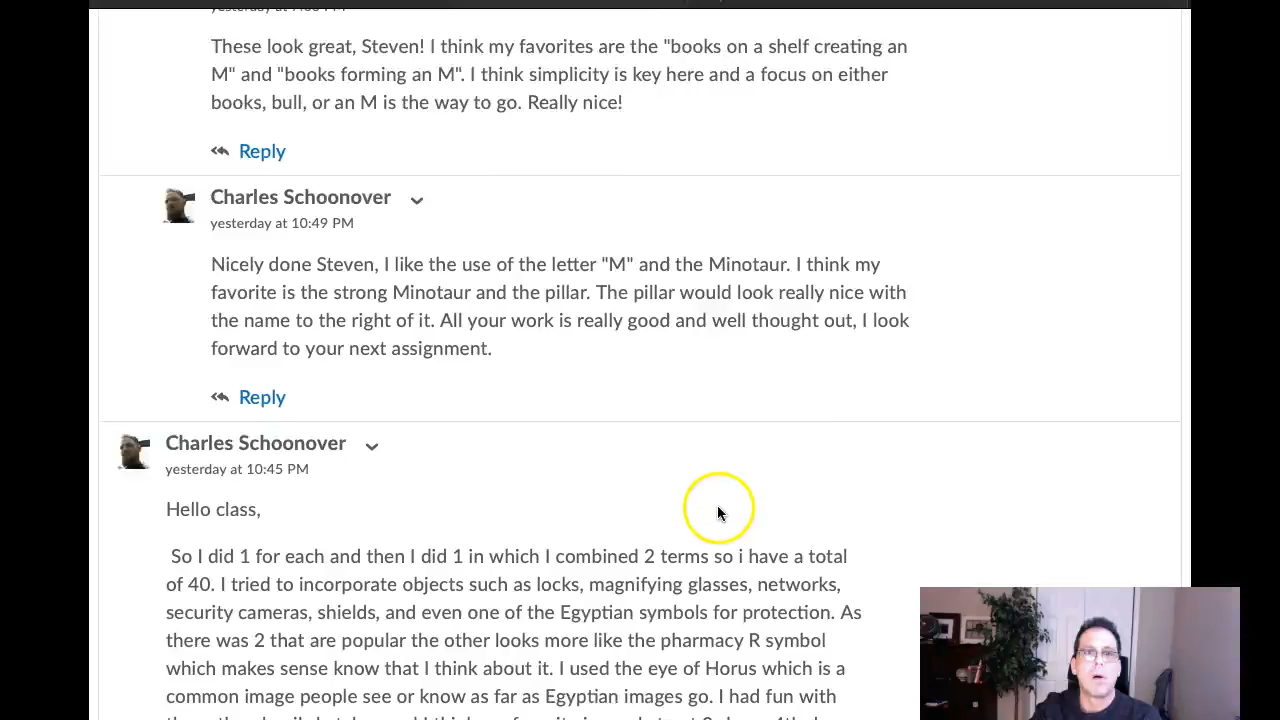 These look great, Steven! I think my favorites are the "books on a shelf creating an
M" and "books forming an M". I think simplicity is key here and a focus on either
books, bull, or an M is the way to go. Really nice!
Reply
Charles Schoonover
yesterday at 10:49 PM
Nicely done Steven, I like the use of the letter "M" and the Minotaur. I think my
favorite is the strong Minotaur and the pillar. The pillar would look really nice with
the name to the right of it. All your work is really good and well thought out, I look
forward to your next assignment.
Reply
Charles Schoonover
yesterday at 10:45 PM
Hello class,
So I did 1 for each and then I did 1 in which I combined 2 terms so i have a total
of 40. I tried to incorporate objects such as locks, magnifying glasses, networks,
security cameras, shields, and even one of the Egyptian symbols for protection. As
there was 2 that are popular the other looks more like the pharmacy R symbol
which makes sense know that I think about it. I used the eye of Horus which is a
common image people see or know as far as Egyptian images go. I had fun with